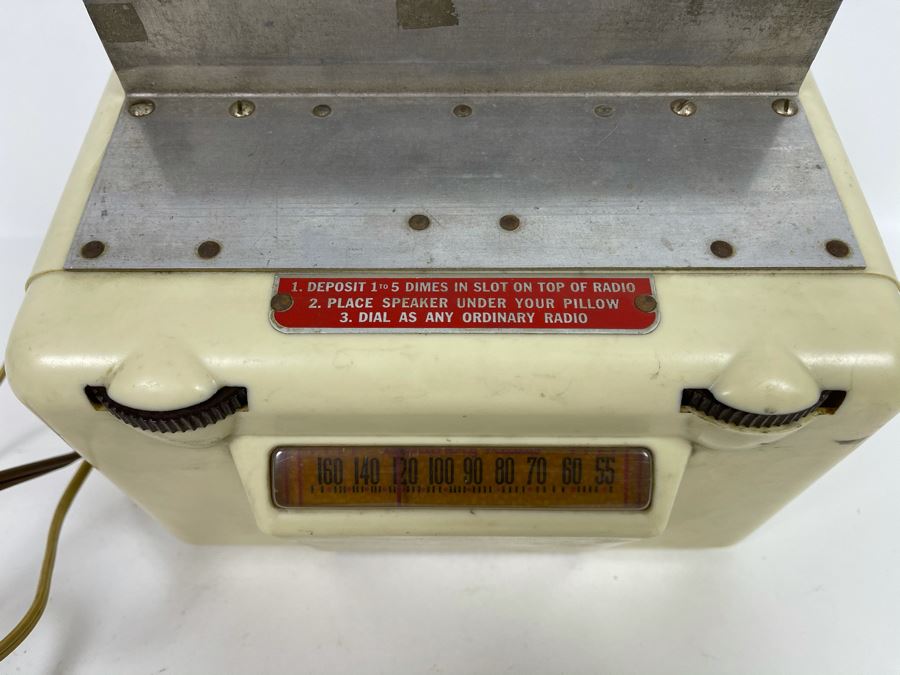 1. DEPOSIT 1 TO 5 DIMES IN SLOT ON TOP OF RADIO
2. PLACE SPEAKER UNDER YOUR PILLOW
3. DIAL AS ANY ORDINARY RADIO
160 140 120 100 90 80 70 60 55